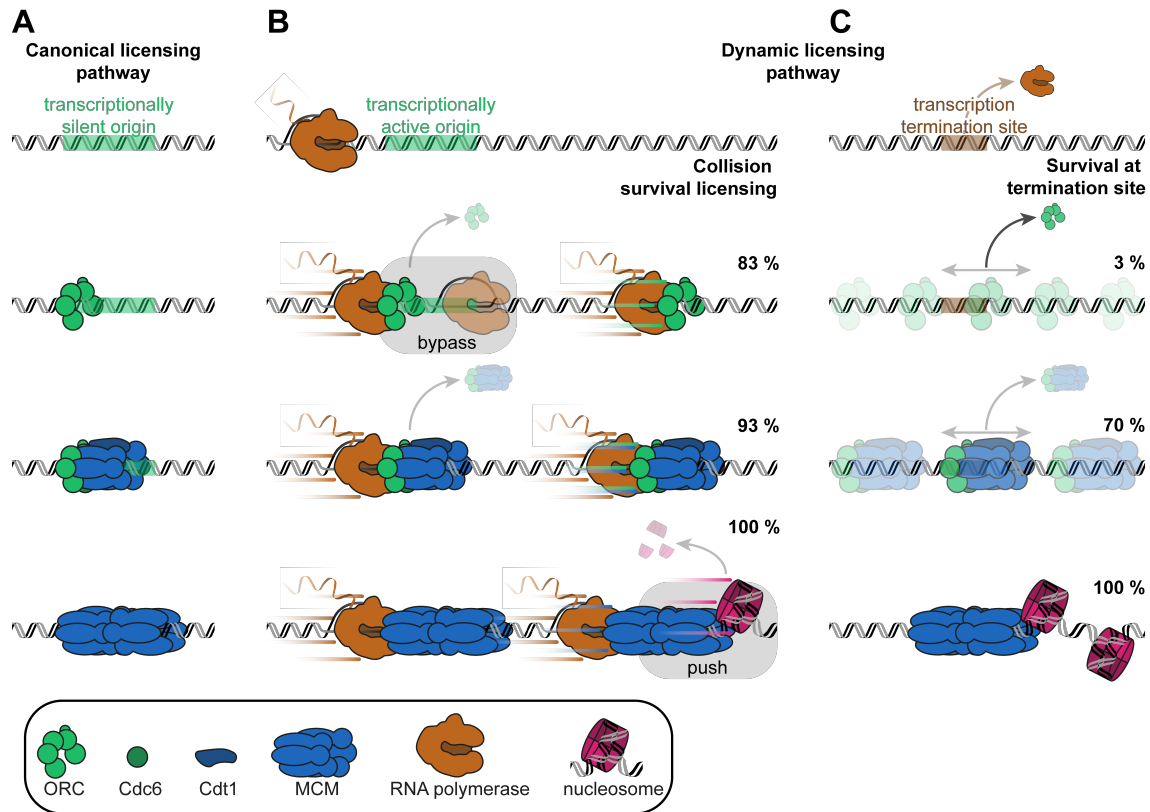 A
Canonical licensing
pathway
transcriptionally
silent origin
B
transcriptionally
active origin
Collision
survival licensing
83 %
bypass
93 %
100 %
push
C
Dynamic licensing
pathway
transcription
termination site
Survival at
termination site
3 %
70 %
100 %
ORC
Cdc6
Cdt1
MCM
RNA polymerase
nucleosome